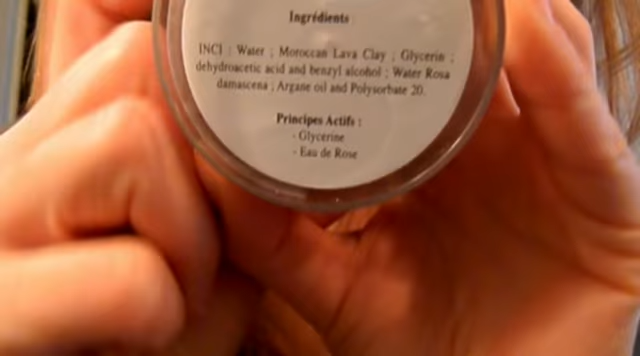 Ingrédients
INCI : Water ; Moroccan Lava Clay ; Glycerin ;
dehydroacetic acid and benzyl alcohol ; Water Rosa
damascena ; Argane oil and Polysorbate 20.
Principes Actifs :
- Glycerine
- Eau de Rose